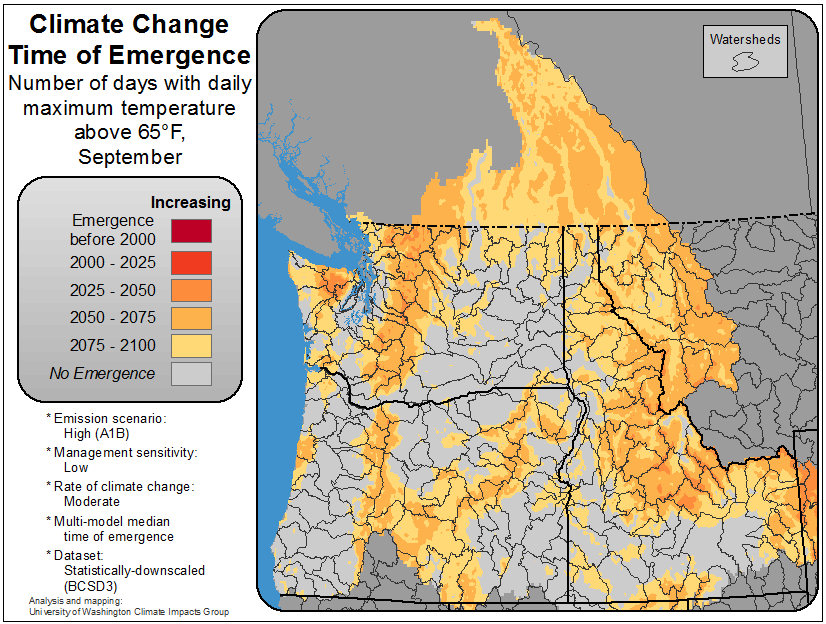 Climate Change
Time of Emergence
Number of days with daily
maximum temperature
above 65°F,
September
Increasing
Emergence
before 2000
2000 - 2025
2025 - 2050
2050 - 2075
2075 - 2100
No Emergence
* Emission scenario:
High (A1B)
* Management sensitivity:
Low
* Rate of climate change:
Moderate
* Multi-model median
time of emergence
* Dataset:
Statistically-downscaled
(BCSD3)
Analysis and mapping:
University of Washington Climate Impacts Group
Watersheds